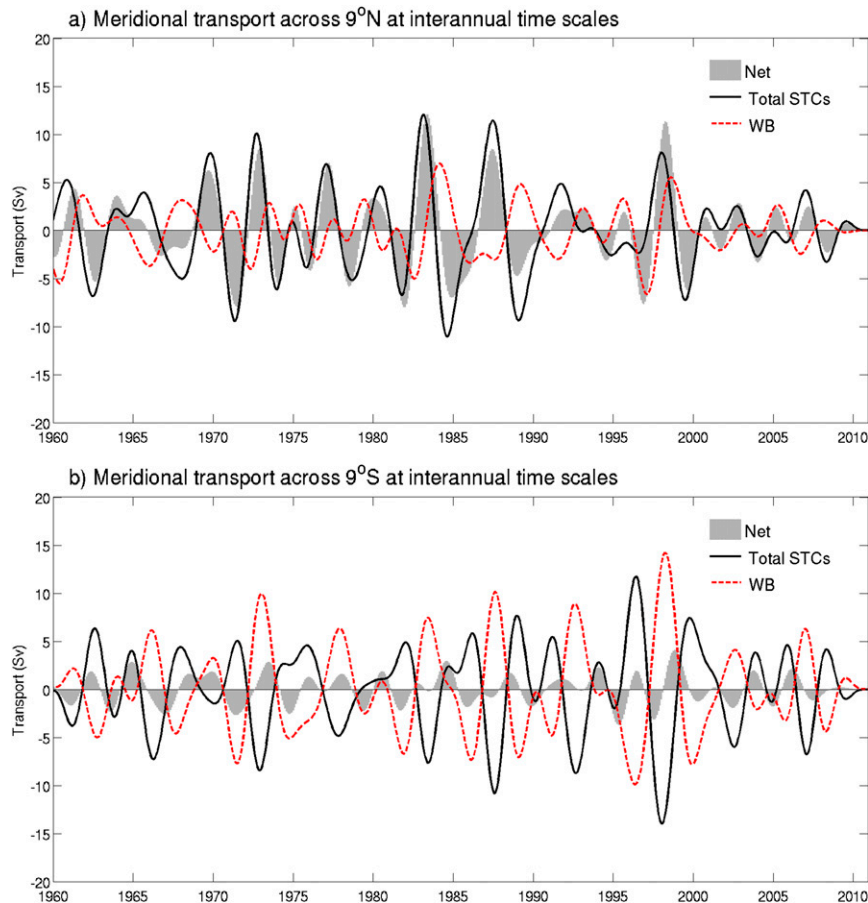 a) Meridional transport across 9°N at interannual time scales
20
15
10
5
0
-5
-10
-15
-20
Transport (Sv)
Net
Total STCs
WB
1960 1965 1970 1975 1980 1985 1990 1995 2000 2005 2010
b) Meridional transport across 9°S at interannual time scales
20
15
10
5
0
-5
-10
-15
-20
Transport (Sv)
Net
Total STCs
WB
1960 1965 1970 1975 1980 1985 1990 1995 2000 2005 2010